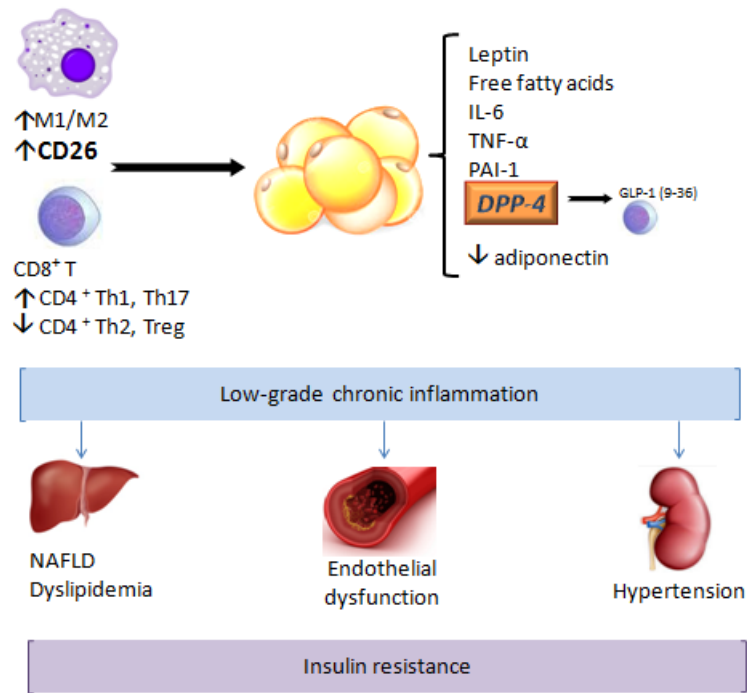 ↑M1/M2
↑CD26
CD8⁺ T
↑ CD4 ⁺ Th1, Th17
↓ CD4 ⁺ Th2, Treg
Leptin
Free fatty acids
IL-6
TNF-α
PAI-1
DPP-4
GLP-1 (9-36)
↓ adiponectin
Low-grade chronic inflammation
NAFLD
Dyslipidemia
Endothelial
dysfunction
Hypertension
Insulin resistance